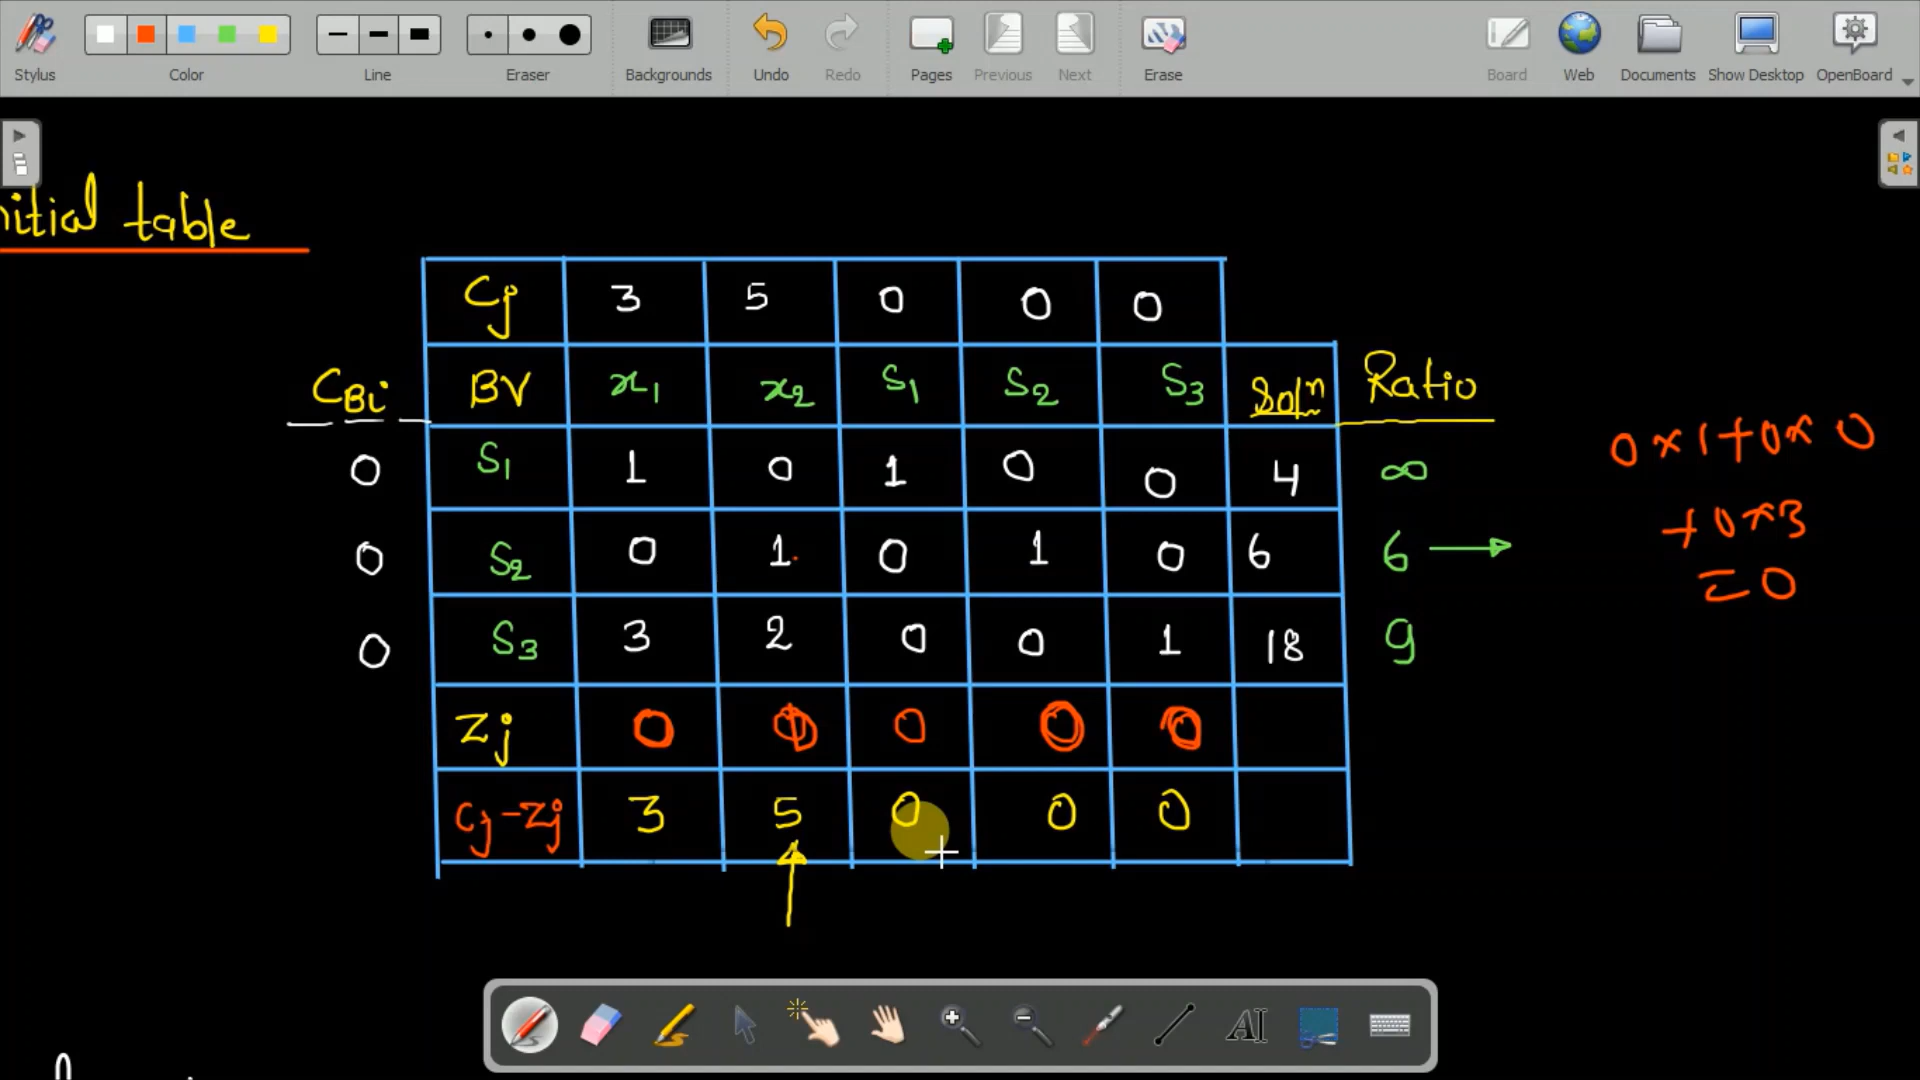 Stylus Color Line Eraser Backgrounds Undo Redo Pages Previous Next Erase Board Web Documents Show Desktop OpenBoard
nitial table
Cj 3 5 0 0 0
CBi BV x1 x2 S1 S2 S3 Solⁿ Ratio
0 S1 1 0 1 0 0 4 ∞
0 S2 0 1 0 1 0 6 6
0 S3 3 2 0 0 1 18 9
Zj 0 0 0 0 0
Cj-Zj 3 5 0 0 0
0×1+0×0
+0×3
=0
AI